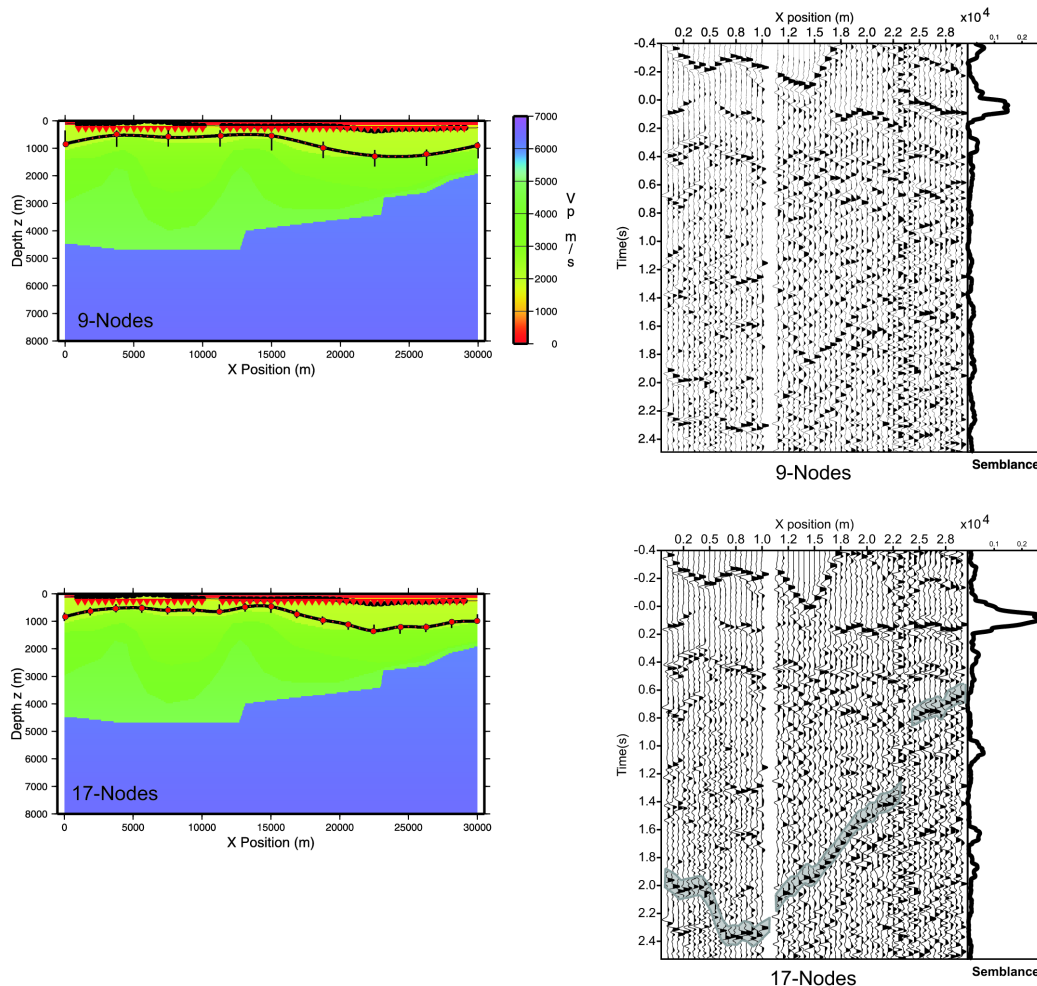 X position (m) x10⁴
0.2 0.5 0.8 1.0 1.2 1.5 1.8 2.0 2.2 2.5 2.8 0.1 0.2
-0.4
-0.2
0.0
0.2
0.4
0.6
0.8
1.0
1.2
1.4
1.6
1.8
2.0
2.2
2.4
Time(s)
Semblance
9-Nodes
0
1000
2000
3000
4000
5000
6000
7000
8000
Depth z (m)
9-Nodes
0 5000 10000 15000 20000 25000 30000
X Position (m)
7000
6000
5000
4000
3000
2000
1000
0
Vp m/s
X position (m) x10⁴
0.2 0.5 0.8 1.0 1.2 1.5 1.8 2.0 2.2 2.5 2.8 0.1 0.2
-0.4
-0.2
-0.0
0.2
0.4
0.6
0.8
1.0
1.2
1.4
1.6
1.8
2.0
2.2
2.4
Time(s)
Semblance
17-Nodes
0
1000
2000
3000
4000
5000
6000
7000
8000
Depth z (m)
17-Nodes
0 5000 10000 15000 20000 25000 30000
X Position (m)